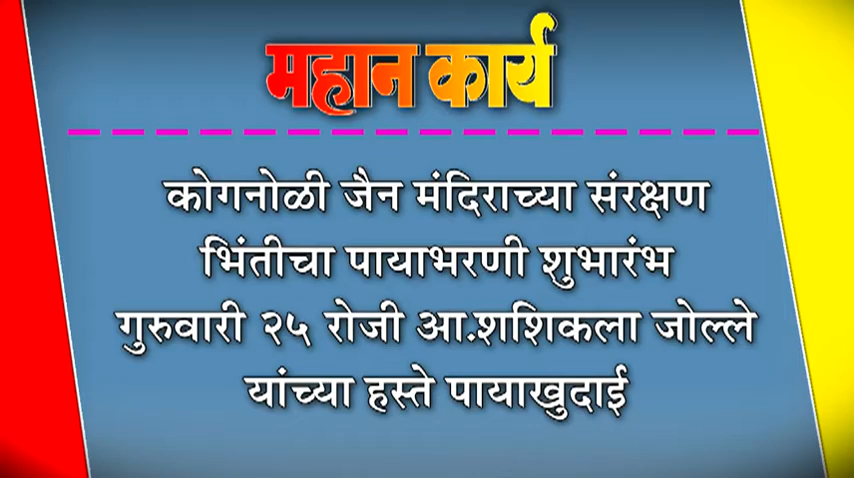 महान कार्य
कोगनोळी जैन मंदिराच्या संरक्षण
भिंतीचा पायाभरणी शुभारंभ
गुरुवारी २५ रोजी आ.शशिकला जोल्ले
यांच्या हस्ते पायाखुदाई